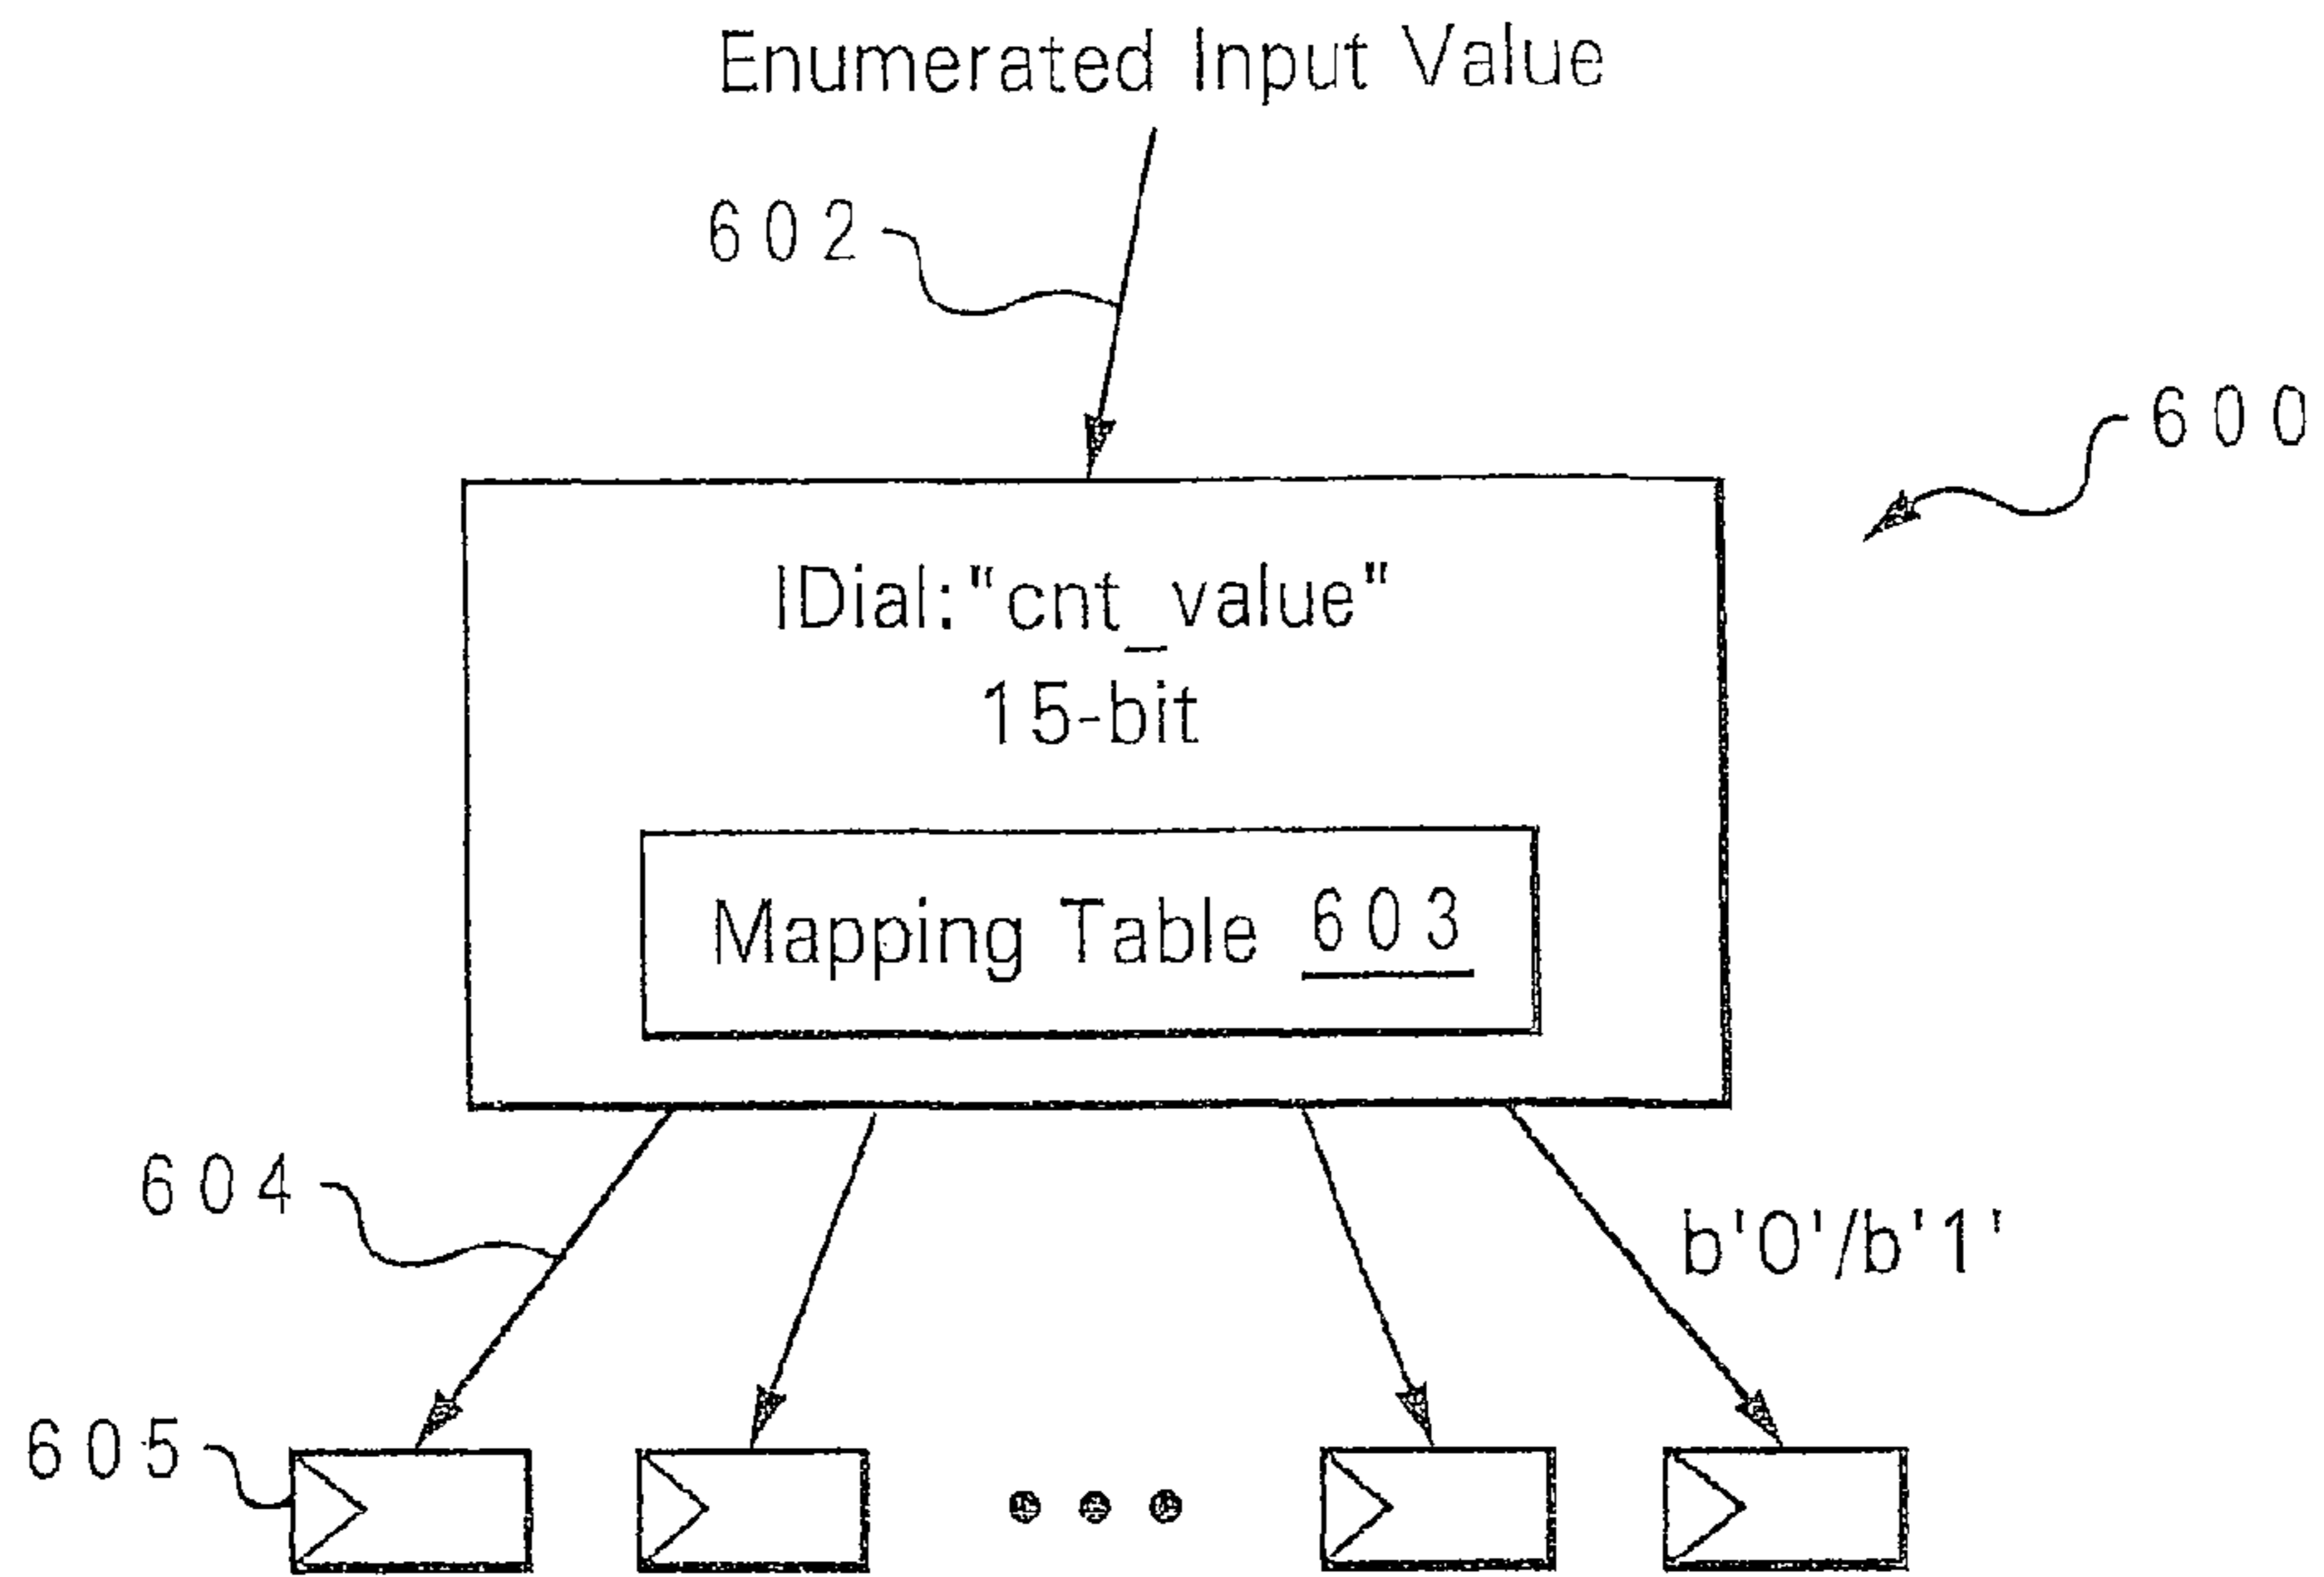 Enumerated Input Value
602
600
IDial:"cnt_value"
15-bit
Mapping Table 603
604
b'0'/b'1'
605